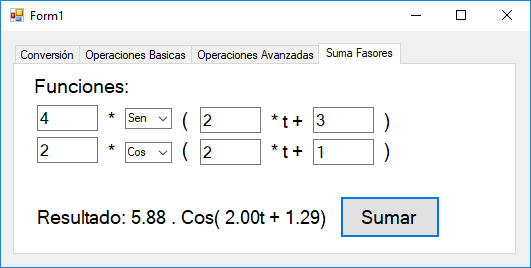 Form1
Conversión Operaciones Basicas Operaciones Avanzadas Suma Fasores
Funciones:
4 * Sen ( 2 * t + 3 )
2 * Cos ( 2 * t + 1 )
Resultado: 5.88 . Cos( 2.00t + 1.29) Sumar